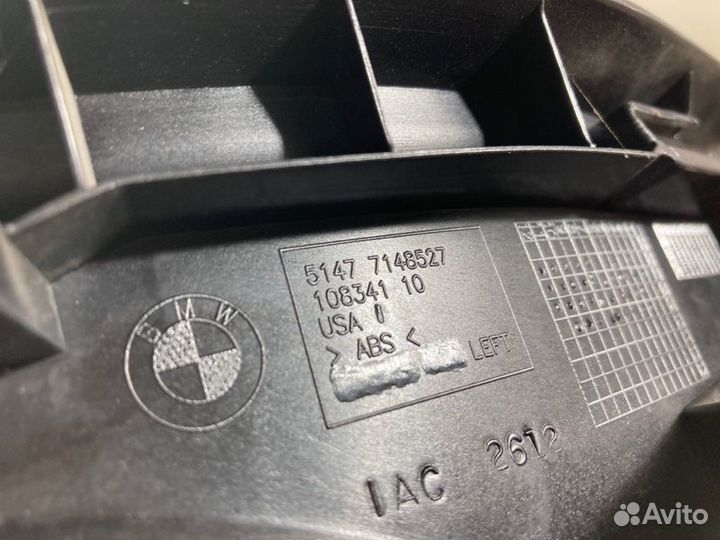 BMW
5147 7148527
108341 10
USA
> ABS <
LEFT
IAC 2612
Avito